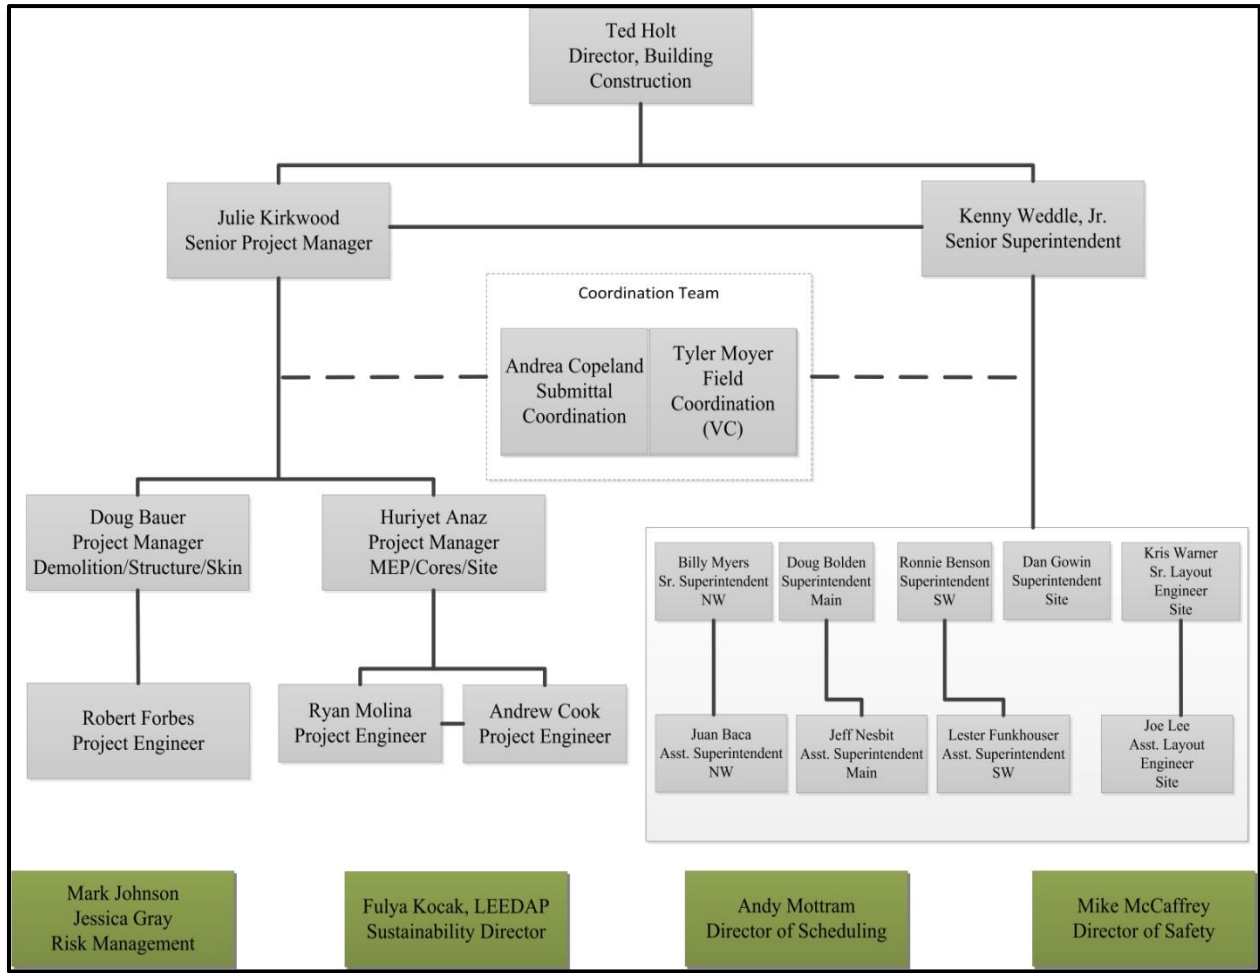 Ted Holt
Director, Building
Construction
Julie Kirkwood
Senior Project Manager
Kenny Weddle, Jr.
Senior Superintendent
Coordination Team
Andrea Copeland
Submittal
Coordination
Tyler Moyer
Field
Coordination
(VC)
Doug Bauer
Project Manager
Demolition/Structure/Skin
Huriyet Anaz
Project Manager
MEP/Cores/Site
Robert Forbes
Project Engineer
Ryan Molina
Project Engineer
Andrew Cook
Project Engineer
Billy Myers
Sr. Superintendent
NW
Doug Bolden
Superintendent
Main
Ronnie Benson
Superintendent
SW
Dan Gowin
Superintendent
Site
Kris Warner
Sr. Layout
Engineer
Site
Juan Baca
Asst. Superintendent
NW
Jeff Nesbit
Asst. Superintendent
Main
Lester Funkhouser
Asst. Superintendent
SW
Joe Lee
Asst. Layout
Engineer
Site
Mark Johnson
Jessica Gray
Risk Management
Fulya Kocak, LEEDAP
Sustainability Director
Andy Mottram
Director of Scheduling
Mike McCaffrey
Director of Safety